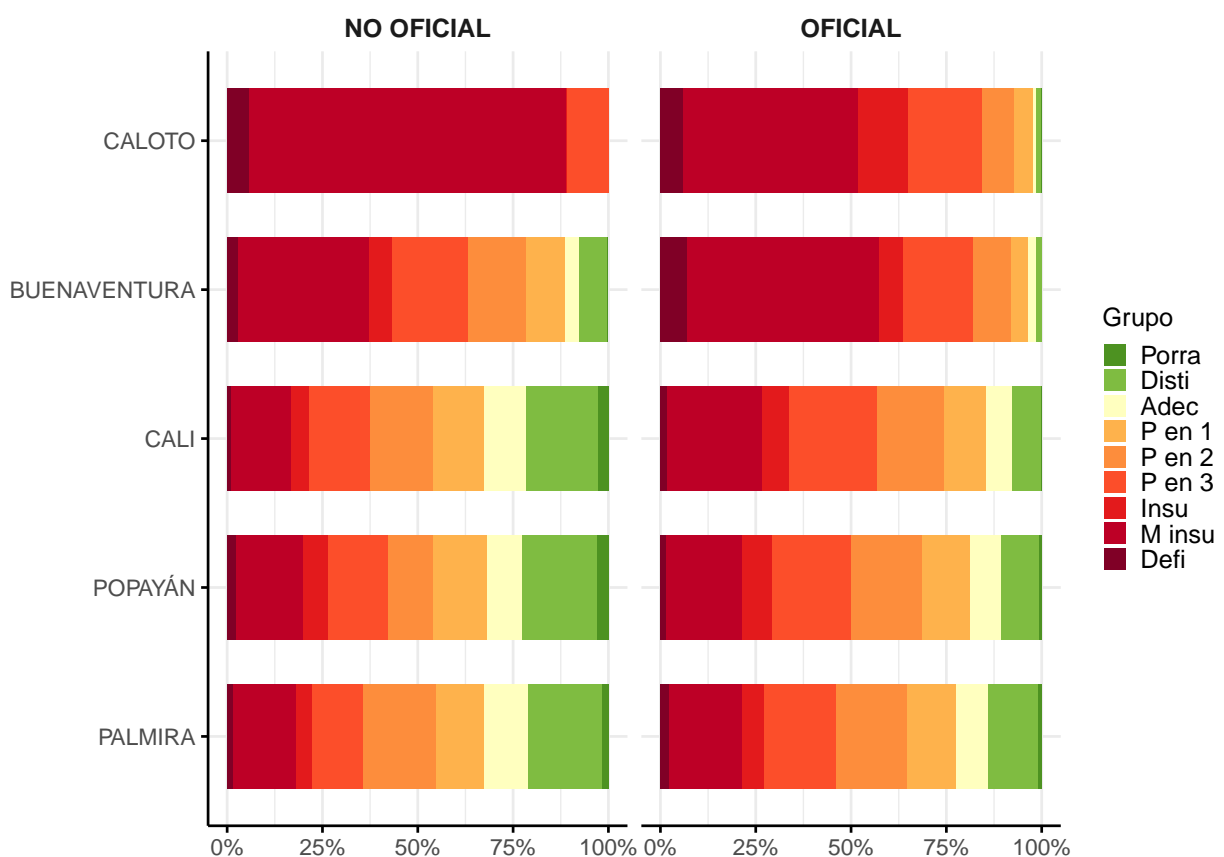 NO OFICIAL
OFICIAL
CALOTO
BUENAVENTURA
CALI
POPAYÁN
PALMIRA
0% 25% 50% 75% 100% 0% 25% 50% 75% 100%
Grupo
Porra
Disti
Adec
P en 1
P en 2
P en 3
Insu
M insu
Defi